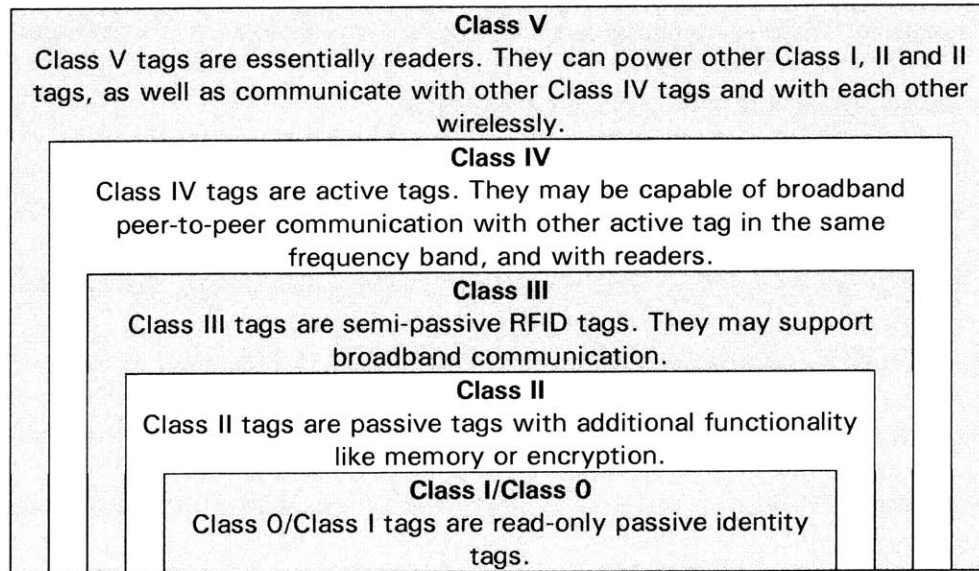 Class V
Class V tags are essentially readers. They can power other Class I, II and II
tags, as well as communicate with other Class IV tags and with each other
wirelessly.
Class IV
Class IV tags are active tags. They may be capable of broadband
peer-to-peer communication with other active tag in the same
frequency band, and with readers.
Class III
Class III tags are semi-passive RFID tags. They may support
broadband communication.
Class II
Class II tags are passive tags with additional functionality
like memory or encryption.
Class I/Class 0
Class 0/Class I tags are read-only passive identity
tags.